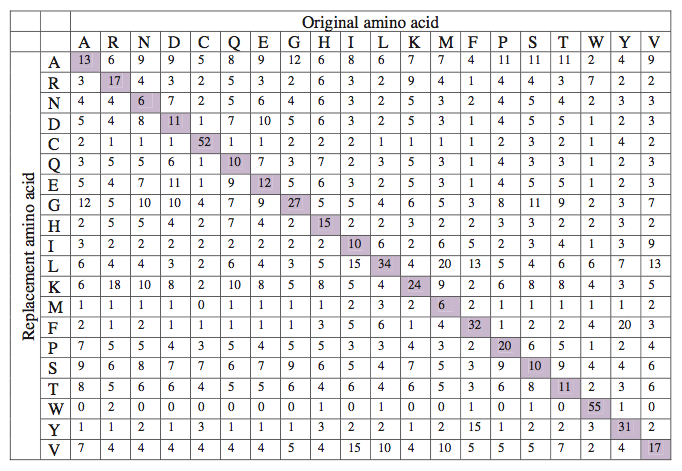 Original amino acid
A R N D C Q E G H I L K M F P S T W Y V
Replacement amino acid
A 13 6 9 9 5 8 9 12 6 8 6 7 7 4 11 11 11 2 4 9
R 3 17 4 3 2 5 3 2 6 3 2 9 4 1 4 4 3 7 2 2
N 4 4 6 7 2 5 6 4 6 3 2 5 3 2 4 5 4 2 3 3
D 5 4 8 11 1 7 10 5 6 3 2 5 3 1 4 5 5 1 2 3
C 2 1 1 1 52 1 1 2 2 2 1 1 1 1 2 3 2 1 4 2
Q 3 5 5 6 1 10 7 3 7 2 3 5 3 1 4 3 3 1 2 3
E 5 4 7 11 1 9 12 5 6 3 2 5 3 1 4 5 5 1 2 3
G 12 5 10 10 4 7 9 27 5 5 4 6 5 3 8 11 9 2 3 7
H 2 5 5 4 2 7 4 2 15 2 2 3 2 2 3 3 2 2 3 2
I 3 2 2 2 2 2 2 2 2 10 6 2 6 5 2 3 4 1 3 9
L 6 4 4 3 2 6 4 3 5 15 34 4 20 13 5 4 6 6 7 13
K 6 18 10 8 2 10 8 5 8 5 4 24 9 2 6 8 8 4 3 5
M 1 1 1 1 0 1 1 1 1 2 3 2 6 2 1 1 1 1 1 2
F 2 1 2 1 1 1 1 1 3 5 6 1 4 32 1 2 2 4 20 3
P 7 5 5 4 3 5 4 5 5 3 3 4 3 2 20 6 5 1 2 4
S 9 6 8 7 7 6 7 9 6 5 4 7 5 3 9 10 9 4 4 6
T 8 5 6 6 4 5 5 6 4 6 4 6 5 3 6 8 11 2 3 6
W 0 2 0 0 0 0 0 0 1 0 1 0 0 1 0 1 0 55 1 0
Y 1 1 2 1 3 1 1 1 3 2 2 1 2 15 1 2 2 3 31 2
V 7 4 4 4 4 4 4 5 4 15 10 4 10 5 5 5 7 2 4 17